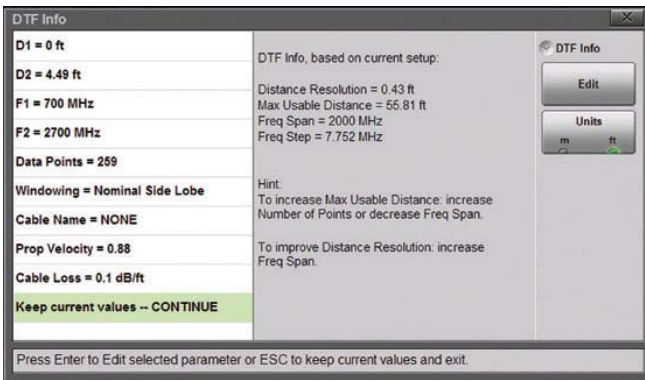 DTF Info
D1 = 0 ft
D2 = 4.49 ft
F1 = 700 MHz
F2 = 2700 MHz
Data Points = 259
Windowing = Nominal Side Lobe
Cable Name = NONE
Prop Velocity = 0.88
Cable Loss = 0.1 dB/ft
Keep current values -- CONTINUE
DTF Info, based on current setup:
Distance Resolution = 0.43 ft
Max Usable Distance = 55.81 ft
Freq Span = 2000 MHz
Freq Step = 7.752 MHz
Hint:
To increase Max Usable Distance: increase
Number of Points or decrease Freq Span.
To improve Distance Resolution: increase
Freq Span.
DTF Info
Edit
Units
m ft
Press Enter to Edit selected parameter or ESC to keep current values and exit.